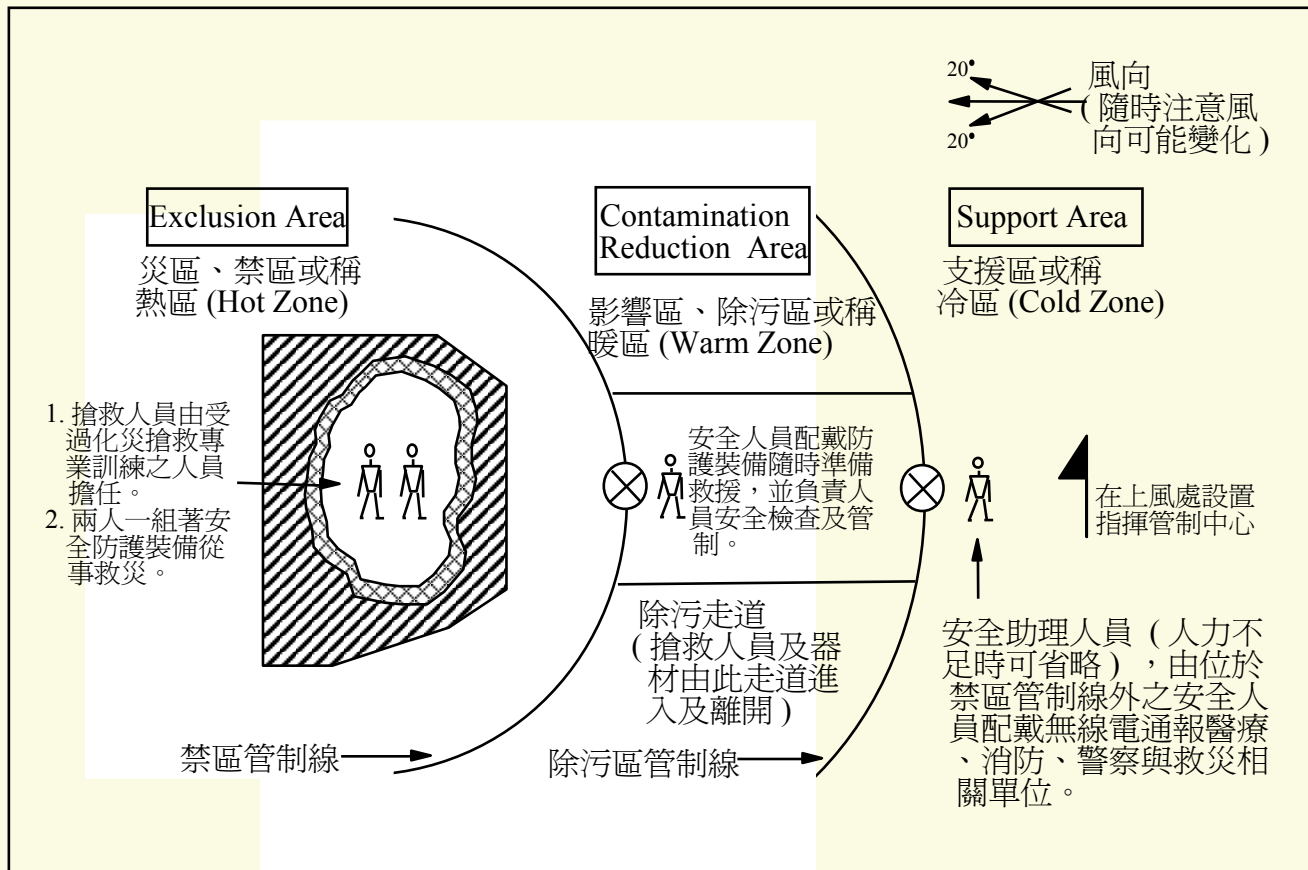 20°
20°
風向
( 隨時注意風
向可能變化 )
Exclusion Area
災區、禁區或稱
熱區 (Hot Zone)
Contamination
Reduction Area
影響區、除污區或稱
暖區 (Warm Zone)
Support Area
支援區或稱
冷區 (Cold Zone)
1. 搶救人員由受
過化災搶救專
業訓練之人員
擔任。
2. 兩人一組著安
全防護裝備從
事救災。
安全人員配戴防
護裝備隨時準備
救援，並負責人
員安全檢查及管
制。
在上風處設置
指揮管制中心
除污走道
( 搶救人員及器
材由此走道進
入及離開 )
安全助理人員 ( 人力不
足時可省略 ) ，由位於
禁區管制線外之安全人
員配戴無線電通報醫療
、消防、警察與救災相
關單位。
禁區管制線
除污區管制線